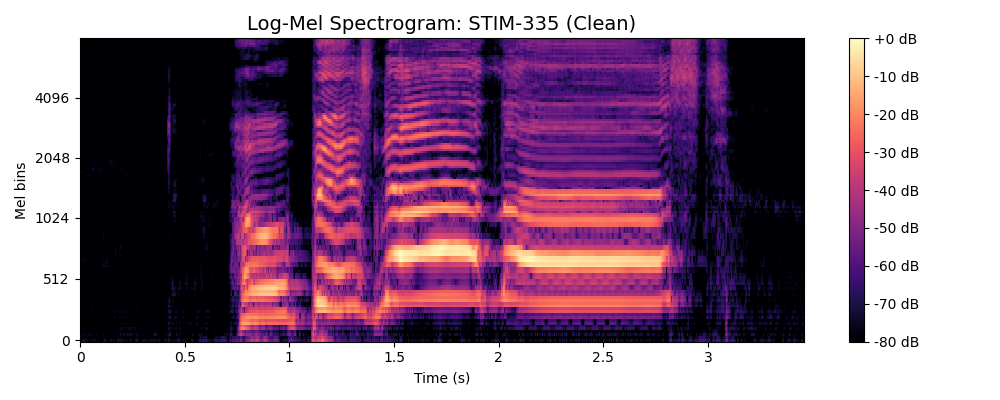 Log-Mel Spectrogram: STIM-335 (Clean)
Mel bins
4096
2048
1024
512
0
0
0.5
1
1.5
2
2.5
3
Time (s)
+0 dB
-10 dB
-20 dB
-30 dB
-40 dB
-50 dB
-60 dB
-70 dB
-80 dB